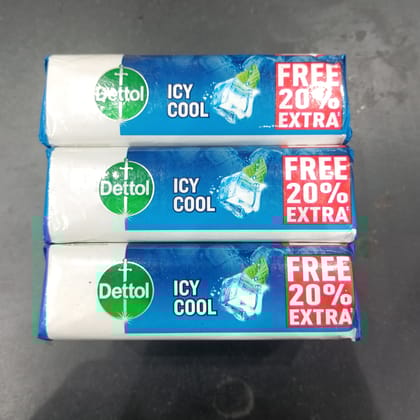 Dettol
ICY
COOL
FREE
20%
EXTRA
Dettol
ICY
COOL
FREE
20%
EXTRA
Dettol
ICY
COOL
FREE
20%
EXTRA